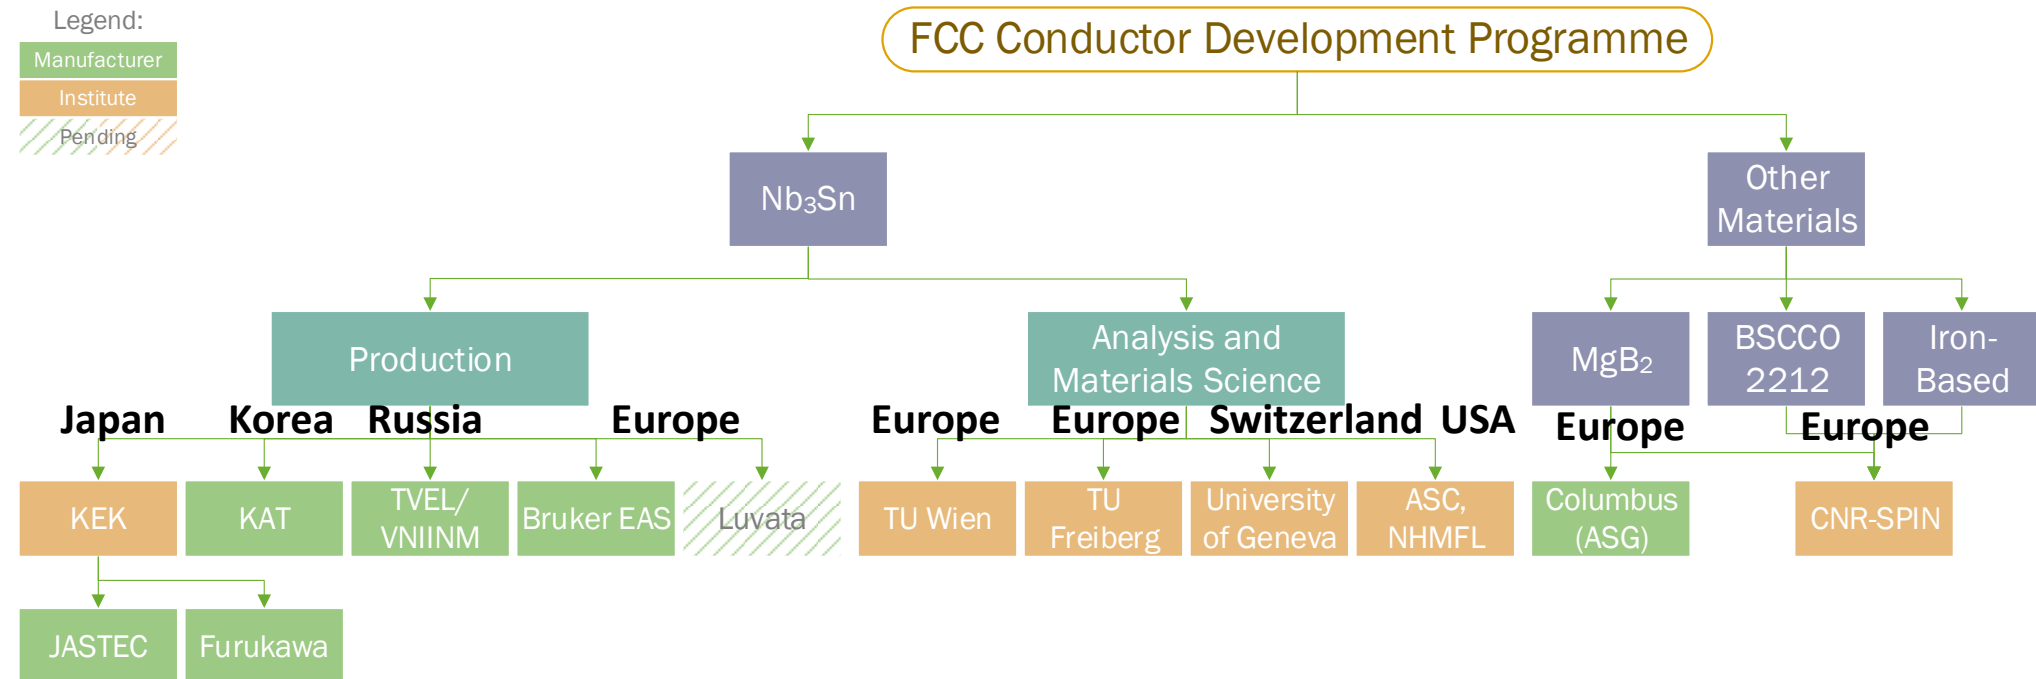 Legend:
Manufacturer
Institute
Pending
FCC Conductor Development Programme
Nb₃Sn
Other
Materials
Production
Analysis and
Materials Science
MgB₂
BSCCO
2212
Iron-
Based
Japan Korea Russia Europe Europe Europe Switzerland USA Europe Europe
KEK
KAT
TVEL/
VNIINM
Bruker EAS
Luvata
TU Wien
TU
Freiberg
University
of Geneva
ASC,
NHMFL
Columbus
(ASG)
CNR-SPIN
JASTEC
Furukawa